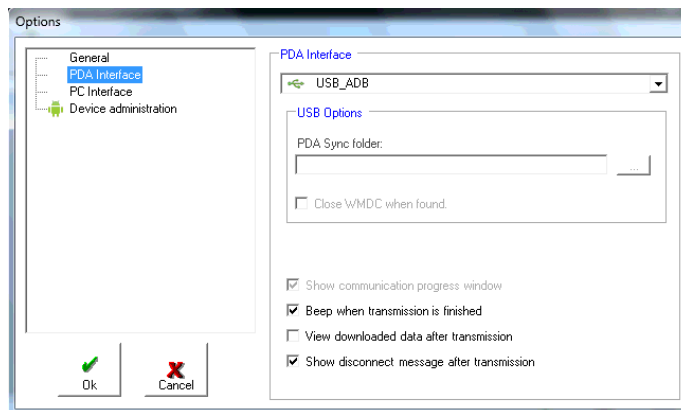 Options
General
PDA Interface
PC Interface
Device administration
Ok
Cancel
PDA Interface
USB_ADB
USB Options
PDA Sync folder:
...
Close WMDC when found.
Show communication progress window
Beep when transmission is finished
View downloaded data after transmission
Show disconnect message after transmission